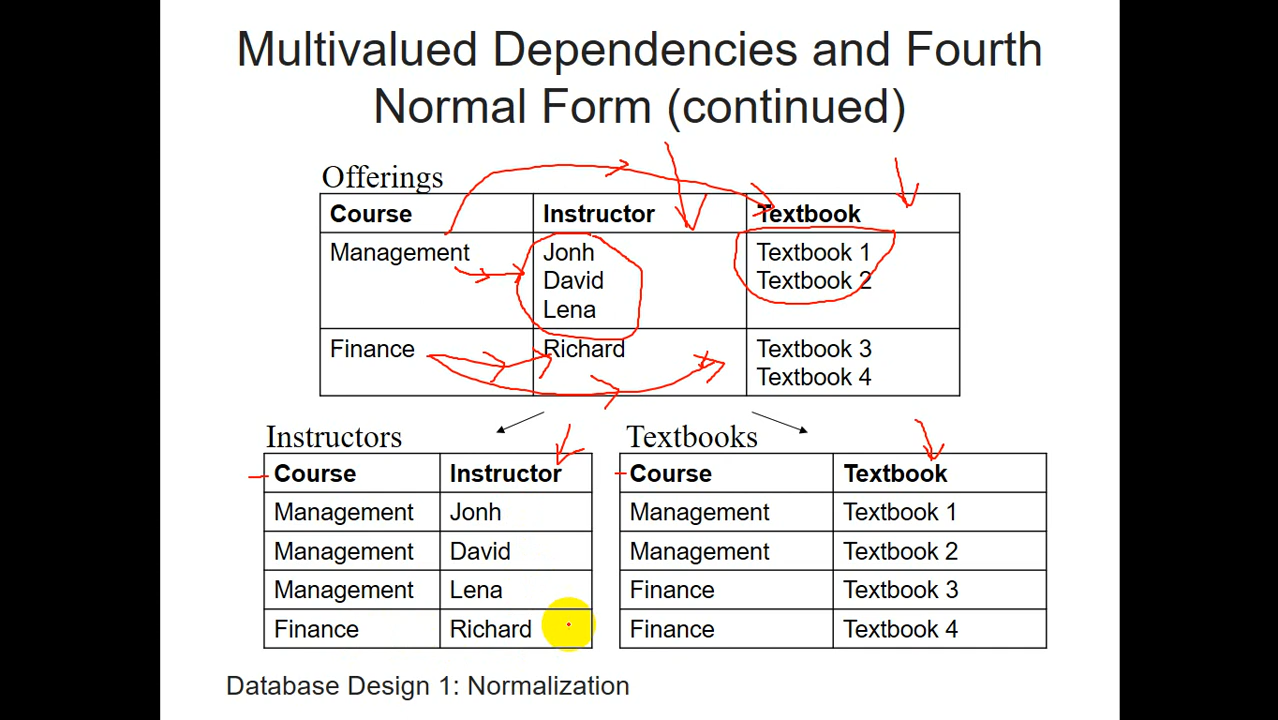 Multivalued Dependencies and Fourth
Normal Form (continued)
Offerings
Course Instructor Textbook
Management Jonh Textbook 1
David Textbook 2
Lena
Finance Richard Textbook 3
Textbook 4
Instructors
Course Instructor
Management Jonh
Management David
Management Lena
Finance Richard
Textbooks
Course Textbook
Management Textbook 1
Management Textbook 2
Finance Textbook 3
Finance Textbook 4
Database Design 1: Normalization